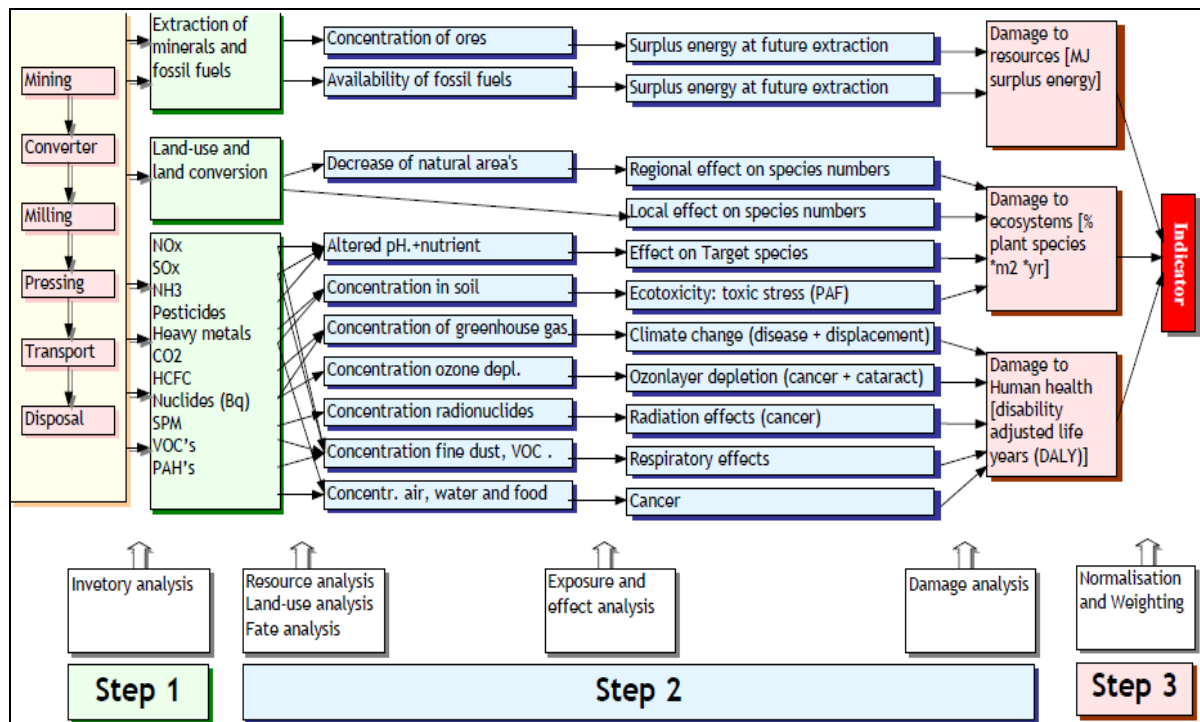 Mining
Converter
Milling
Pressing
Transport
Disposal
Extraction of
minerals and
fossil fuels
Land-use and
land conversion
NOx
SOx
NH3
Pesticides
Heavy metals
CO2
HCFC
Nuclides (Bq)
SPM
VOC's
PAH's
Concentration of ores
Availability of fossil fuels
Decrease of natural area's
Altered pH.+nutrient
Concentration in soil
Concentration of greenhouse gas
Concentration ozone depl.
Concentration radionuclides
Concentration fine dust, VOC .
Concentr. air, water and food
Surplus energy at future extraction
Surplus energy at future extraction
Regional effect on species numbers
Local effect on species numbers
Effect on Target species
Ecotoxicity: toxic stress (PAF)
Climate change (disease + displacement)
Ozonlayer depletion (cancer + cataract)
Radiation effects (cancer)
Respiratory effects
Cancer
Damage to
resources [MJ
surplus energy]
Damage to
ecosystems [%
plant species
*m2 *yr]
Damage to
Human health
[disability
adjusted life
years (DALY)]
Indicator
Invetory analysis
Resource analysis
Land-use analysis
Fate analysis
Exposure and
effect analysis
Damage analysis
Normalisation
and Weighting
Step 1
Step 2
Step 3